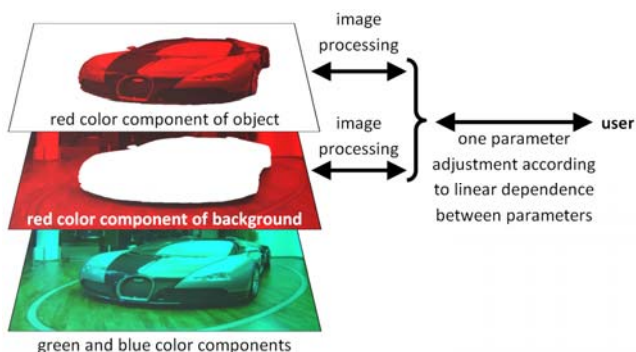 image
processing
red color component of object
image
processing
user
one parameter
adjustment according
to linear dependence
between parameters
red color component of background
green and blue color components